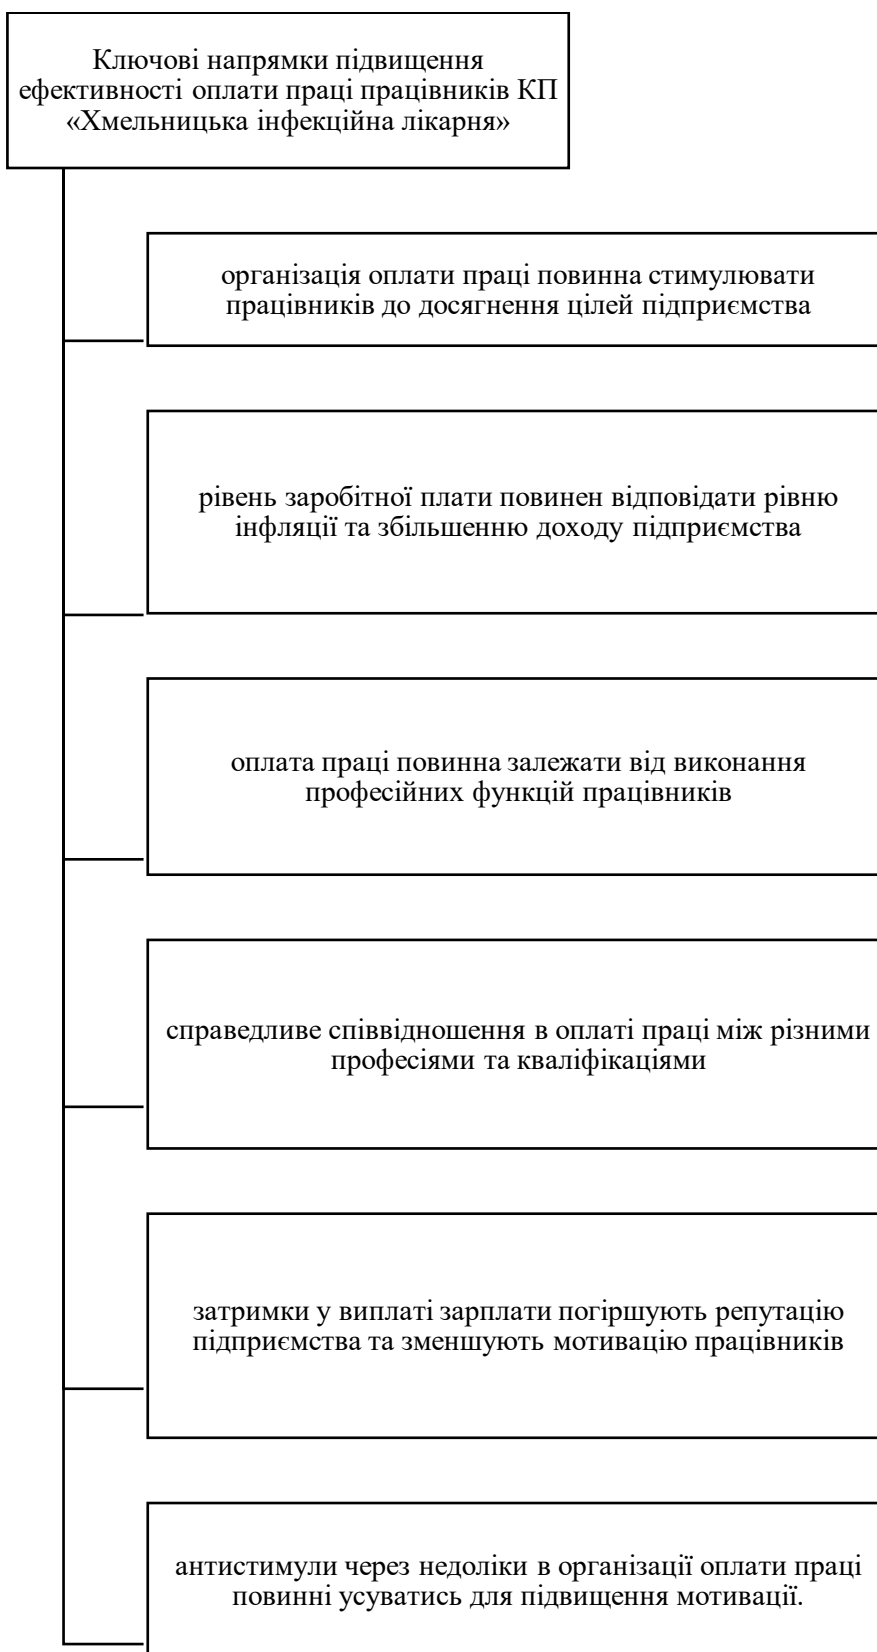 Ключові напрямки підвищення
ефективності оплати праці працівників КП
«Хмельницька інфекційна лікарня»
організація оплати праці повинна стимулювати
працівників до досягнення цілей підприємства
рівень заробітної плати повинен відповідати рівню
інфляції та збільшенню доходу підприємства
оплата праці повинна залежати від виконання
професійних функцій працівників
справедливе співвідношення в оплаті праці між різними
професіями та кваліфікаціями
затримки у виплаті зарплати погіршують репутацію
підприємства та зменшують мотивацію працівників
антистимули через недоліки в організації оплати праці
повинні усуватись для підвищення мотивації.